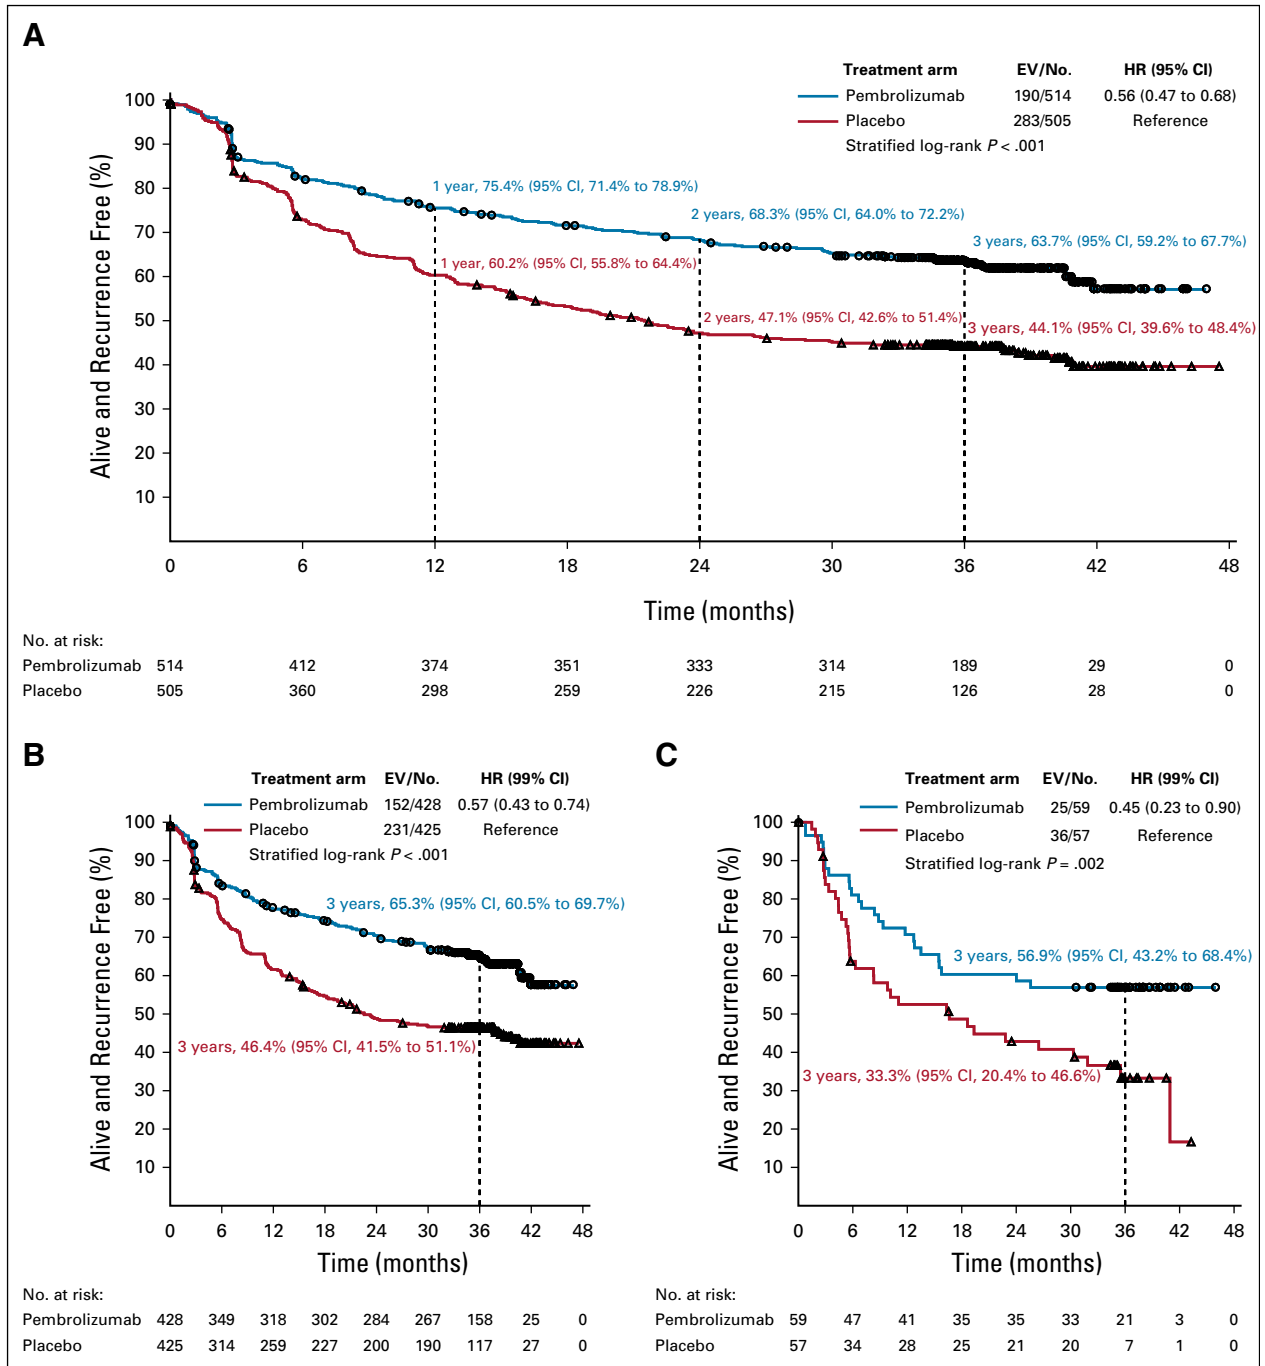 A
Treatment arm EV/No. HR (95% CI)
Pembrolizumab 190/514 0.56 (0.47 to 0.68)
Placebo 283/505 Reference
Stratified log-rank P < .001
Alive and Recurrence Free (%)
100
90
80
70
60
50
40
30
20
10
1 year, 75.4% (95% CI, 71.4% to 78.9%)
2 years, 68.3% (95% CI, 64.0% to 72.2%)
3 years, 63.7% (95% CI, 59.2% to 67.7%)
1 year, 60.2% (95% CI, 55.8% to 64.4%)
2 years, 47.1% (95% CI, 42.6% to 51.4%)
3 years, 44.1% (95% CI, 39.6% to 48.4%)
0 6 12 18 24 30 36 42 48
Time (months)
No. at risk:
Pembrolizumab 514 412 374 351 333 314 189 29 0
Placebo 505 360 298 259 226 215 126 28 0
B
Treatment arm EV/No. HR (99% CI)
Pembrolizumab 152/428 0.57 (0.43 to 0.74)
Placebo 231/425 Reference
Stratified log-rank P < .001
Alive and Recurrence Free (%)
100
90
80
70
60
50
40
30
20
10
3 years, 65.3% (95% CI, 60.5% to 69.7%)
3 years, 46.4% (95% CI, 41.5% to 51.1%)
0 6 12 18 24 30 36 42 48
Time (months)
No. at risk:
Pembrolizumab 428 349 318 302 284 267 158 25 0
Placebo 425 314 259 227 200 190 117 27 0
C
Treatment arm EV/No. HR (99% CI)
Pembrolizumab 25/59 0.45 (0.23 to 0.90)
Placebo 36/57 Reference
Stratified log-rank P = .002
Alive and Recurrence Free (%)
100
90
80
70
60
50
40
30
20
10
3 years, 56.9% (95% CI, 43.2% to 68.4%)
3 years, 33.3% (95% CI, 20.4% to 46.6%)
0 6 12 18 24 30 36 42 48
Time (months)
No. at risk:
Pembrolizumab 59 47 41 35 35 33 21 3 0
Placebo 57 34 28 25 21 20 7 1 0